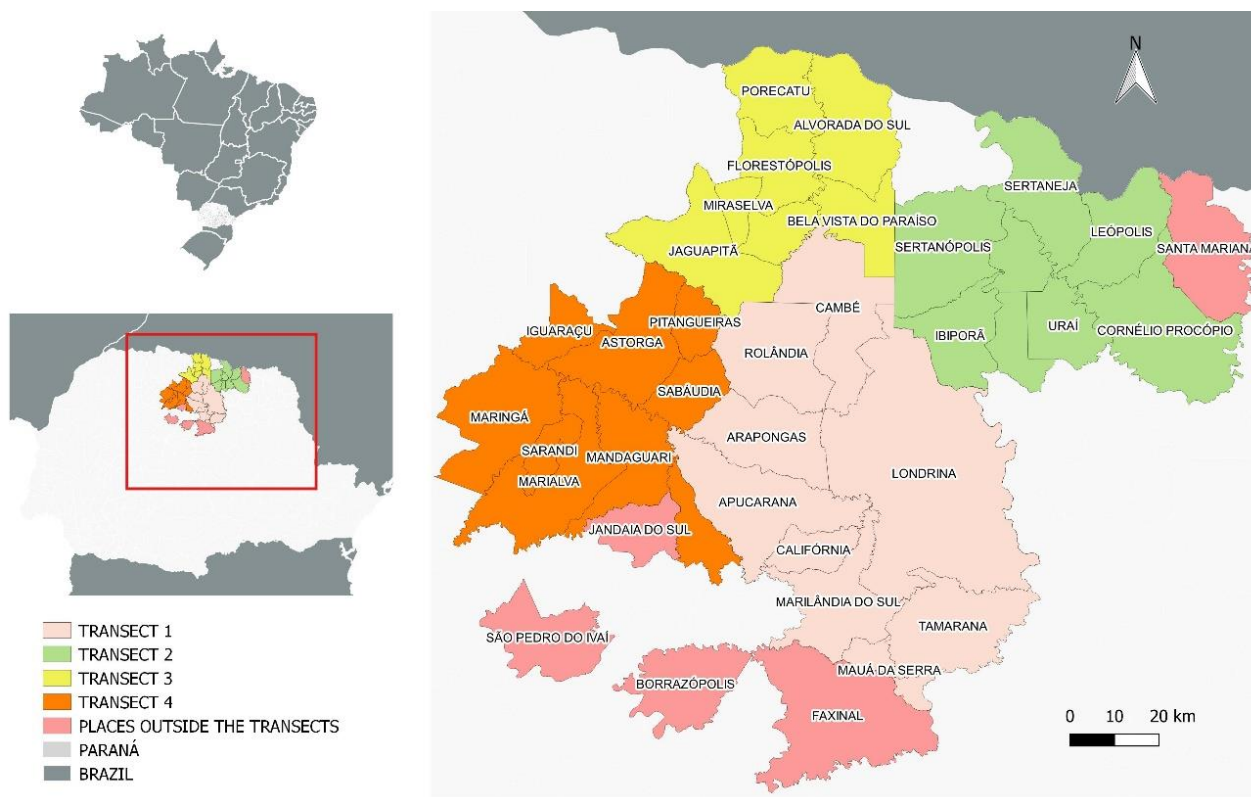 N
PORECATU
ALVORADA DO SUL
FLORESTÓPOLIS
MIRASELVA
BELA VISTA DO PARAÍSO
JAGUAPITÃ
SERTANEJA
SERTANÓPOLIS
LEÓPOLIS
SANTA MARIANA
IBIPORÃ
URAÍ
CORNÉLIO PROCÓPIO
CAMBÉ
ROLÂNDIA
IGUARAÇU
PITANGUEIRAS
ASTORGA
SABÁUDIA
MARINGÁ
SARANDI
MANDAGUARI
MARIALVA
ARAPONGAS
LONDRINA
APUCARANA
JANDAIA DO SUL
CALIFÓRNIA
MARILÂNDIA DO SUL
TAMARANA
SÃO PEDRO DO IVAÍ
MAUÁ DA SERRA
BORRAZÓPOLIS
FAXINAL
0 10 20 km
TRANSECT 1
TRANSECT 2
TRANSECT 3
TRANSECT 4
PLACES OUTSIDE THE TRANSECTS
PARANÁ
BRAZIL